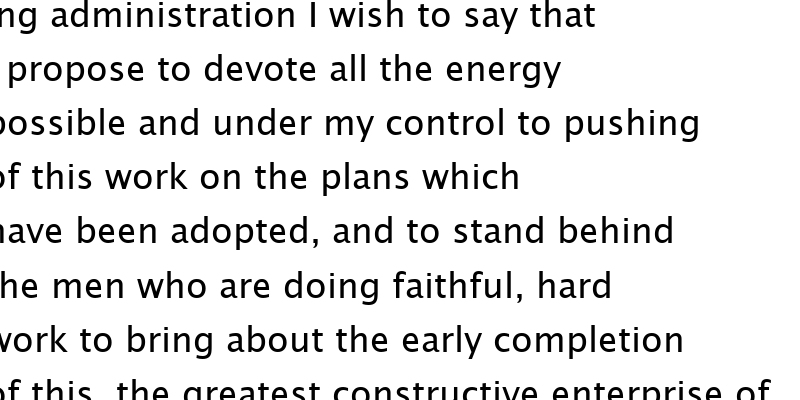 ng administration I wish to say that
propose to devote all the energy
possible and under my control to pushing
of this work on the plans which
have been adopted, and to stand behind
the men who are doing faithful, hard
work to bring about the early completion
of this, the greatest constructive enterprise of